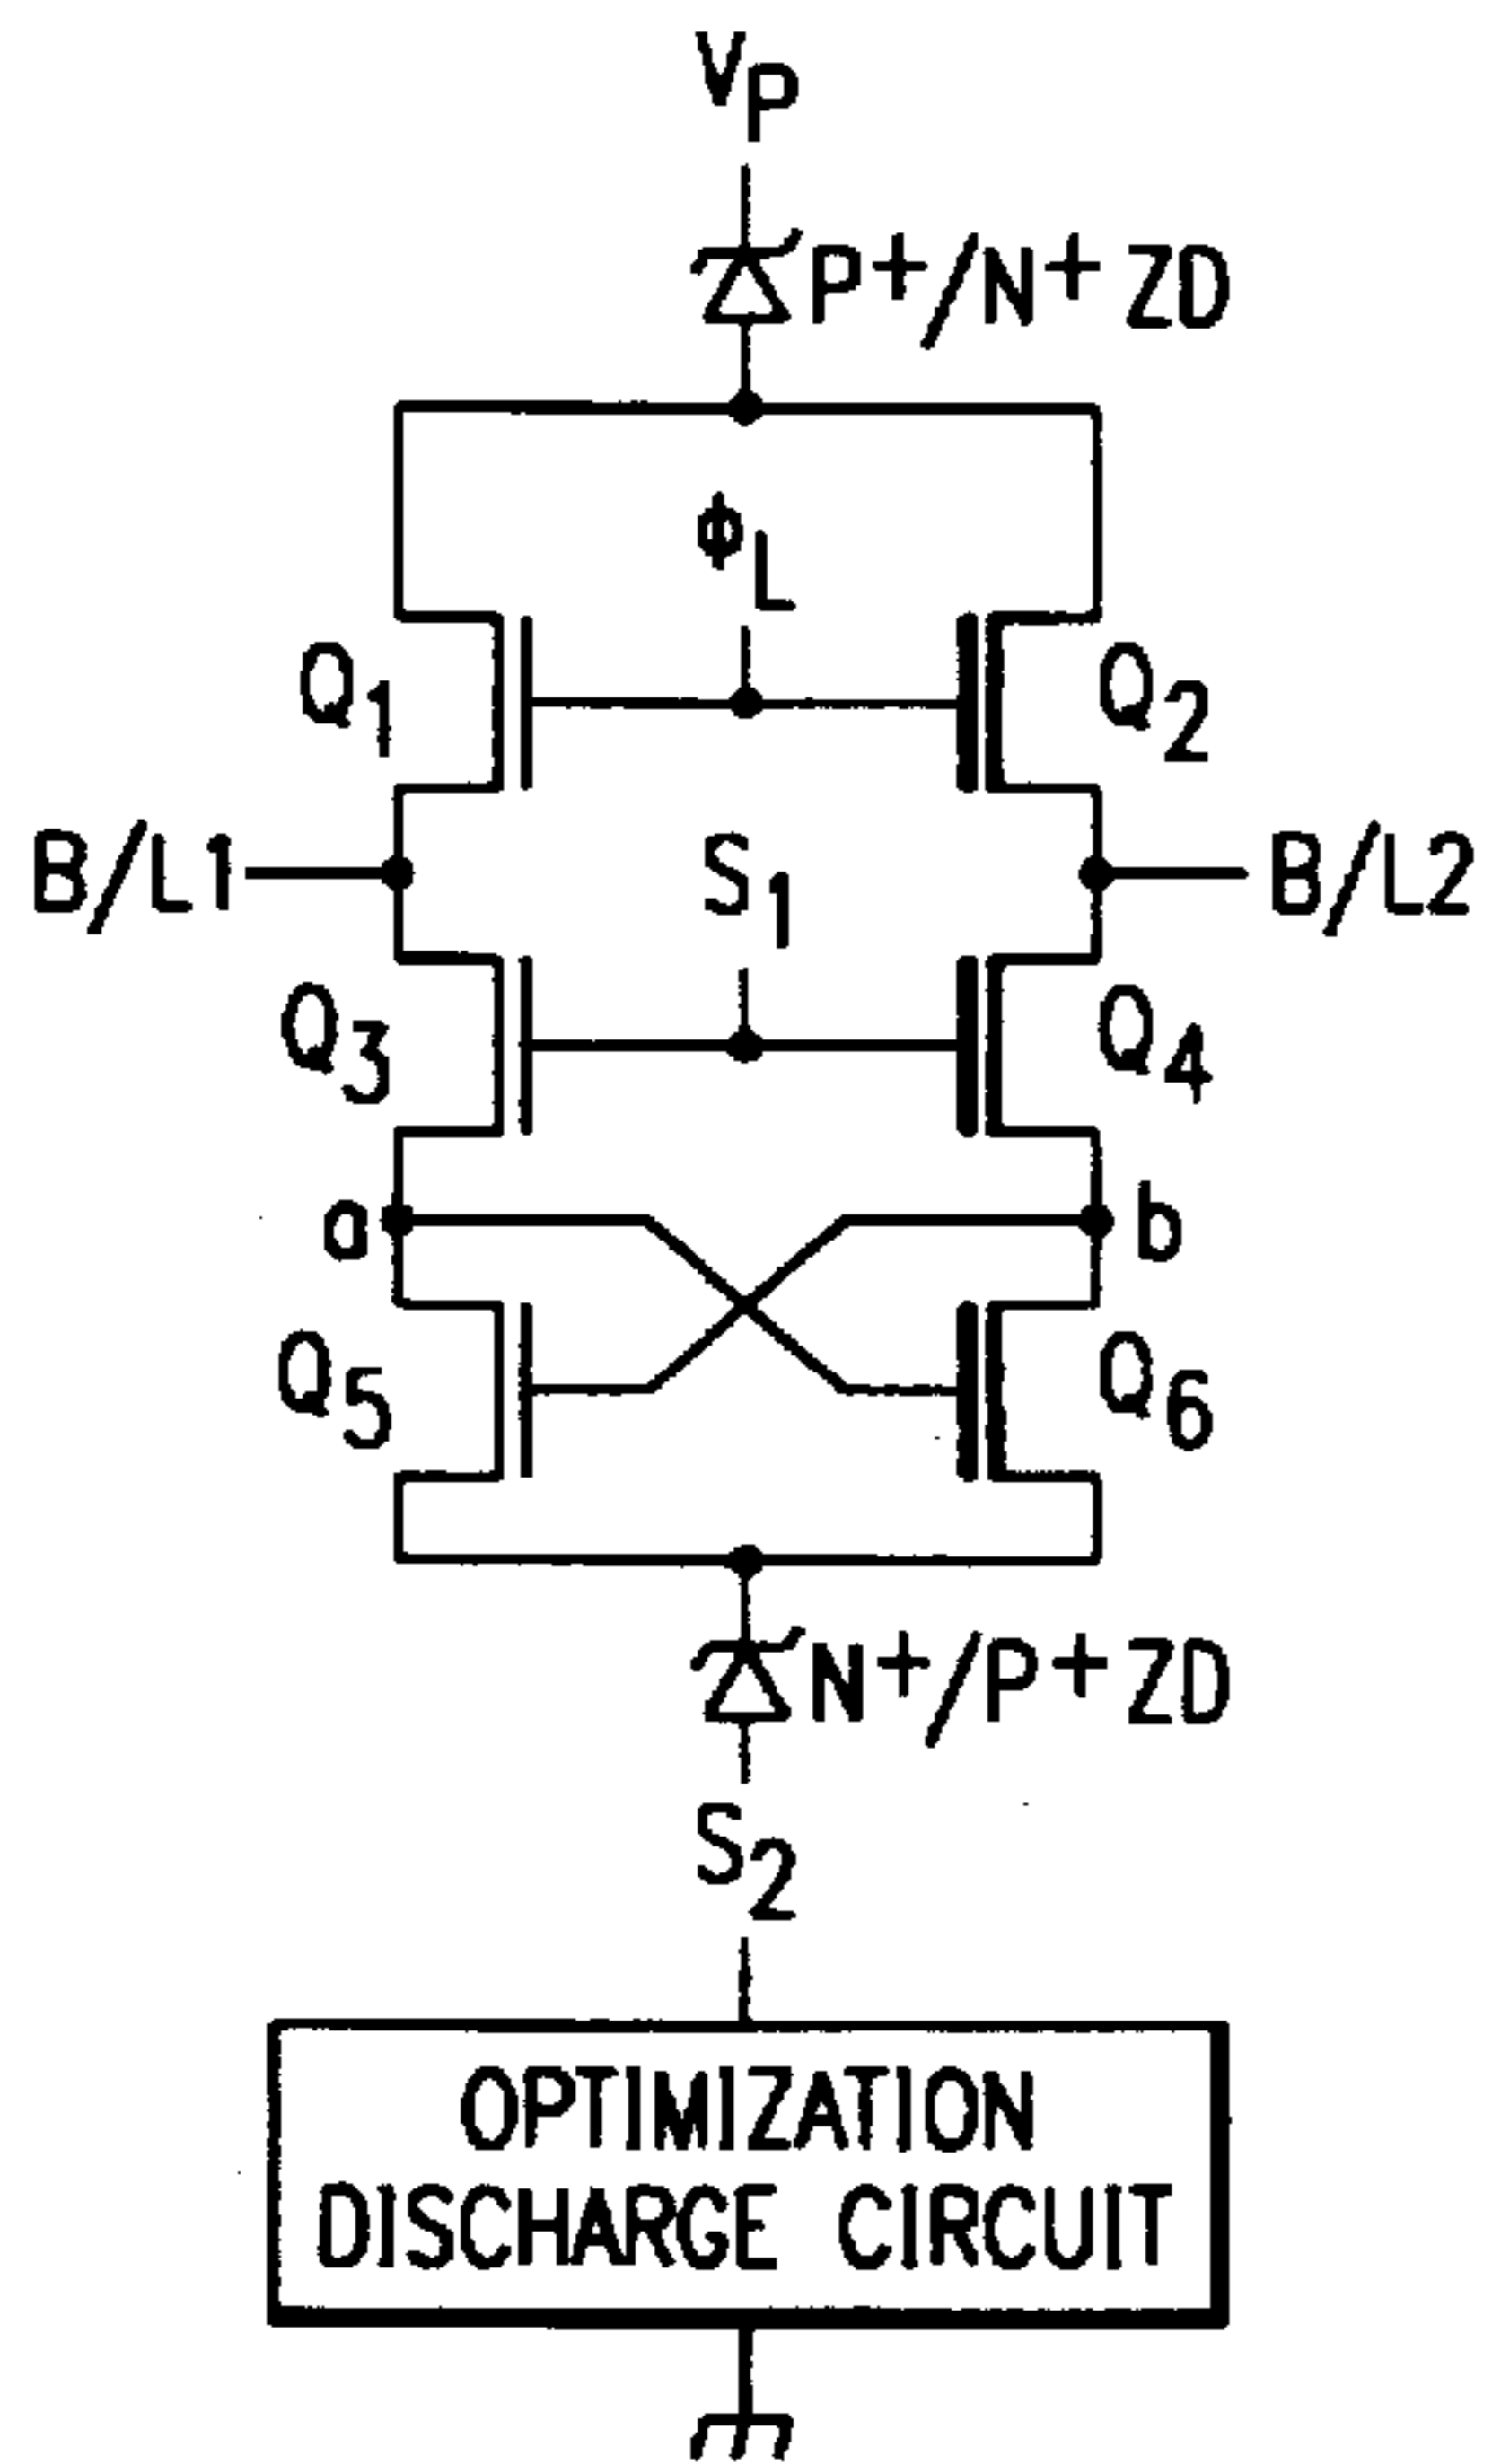 VP
P+/N+ ZD
ϕL
Q1
Q2
B/L1
S1
B/L2
Q3
Q4
a
b
Q5
Q6
N+/P+ ZD
S2
OPTIMIZATION
DISCHARGE CIRCUIT